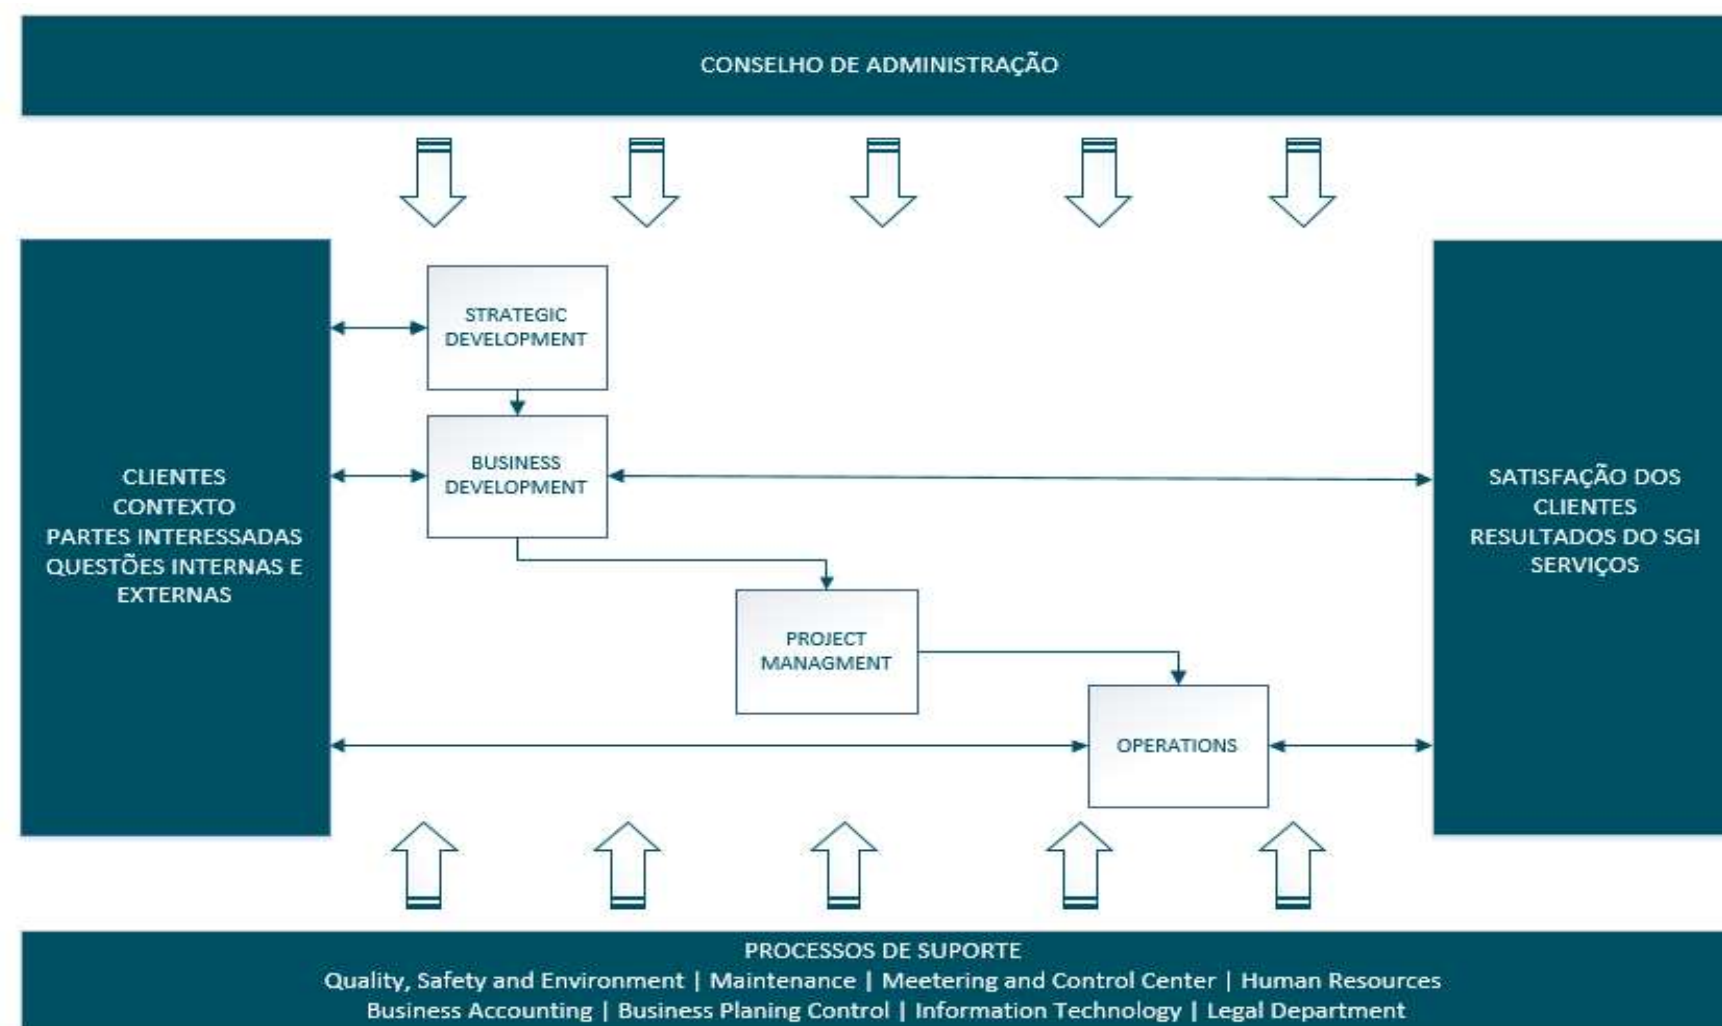 CONSELHO DE ADMINISTRAÇÃO
STRATEGIC
DEVELOPMENT
BUSINESS
DEVELOPMENT
CLIENTES
CONTEXTO
PARTES INTERESSADAS
QUESTÕES INTERNAS E
EXTERNAS
SATISFAÇÃO DOS
CLIENTES
RESULTADOS DO SGI
SERVIÇOS
PROJECT
MANAGMENT
OPERATIONS
PROCESSOS DE SUPORTE
Quality, Safety and Environment | Maintenance | Meetering and Control Center | Human Resources
Business Accounting | Business Planing Control | Information Technology | Legal Department